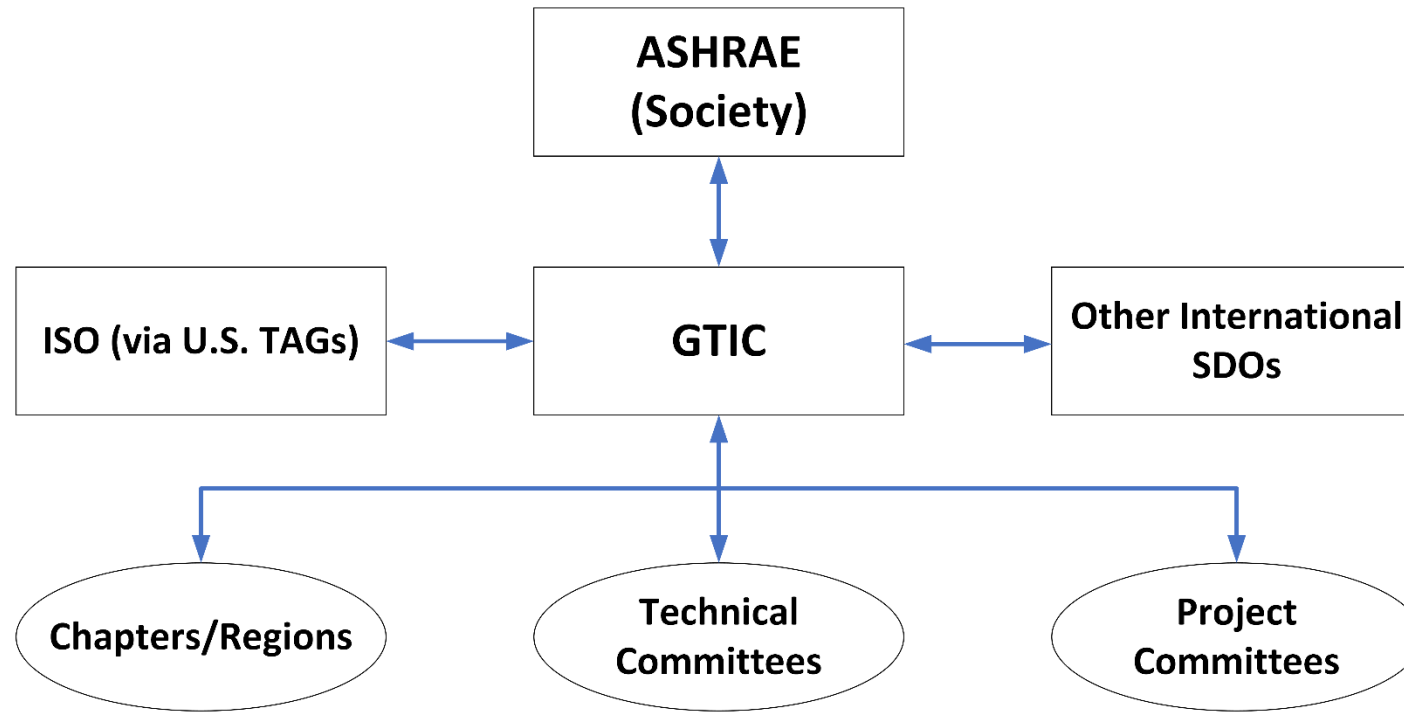 ASHRAE
(Society)
ISO (via U.S. TAGs)
GTIC
Other International
SDOs
Chapters/Regions
Technical
Committees
Project
Committees